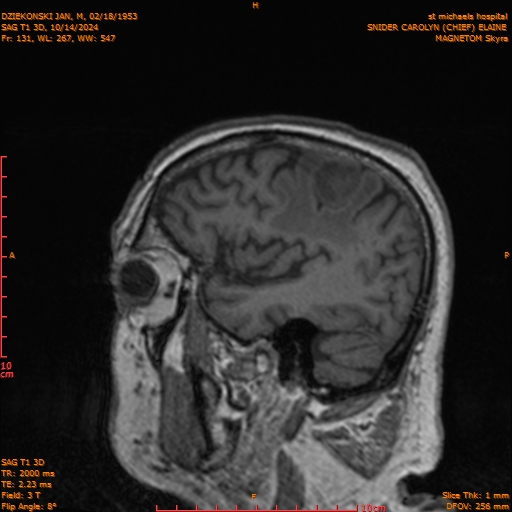 H
DZIEKONSKI JAN, M, 02/18/1953
SAG T1 3D, 10/14/2024
Fr: 131, WL: 267, WW: 547
st michaels hospital
SNIDER CAROLYN (CHIEF) ELAINE
MAGNETOM Skyra
A
P
10
cm
SAG T1 3D
TR: 2000 ms
TE: 2.23 ms
Field: 3 T
Flip Angle: 8°
F
10cm
Slice Thk: 1 mm
DFOV: 256 mm